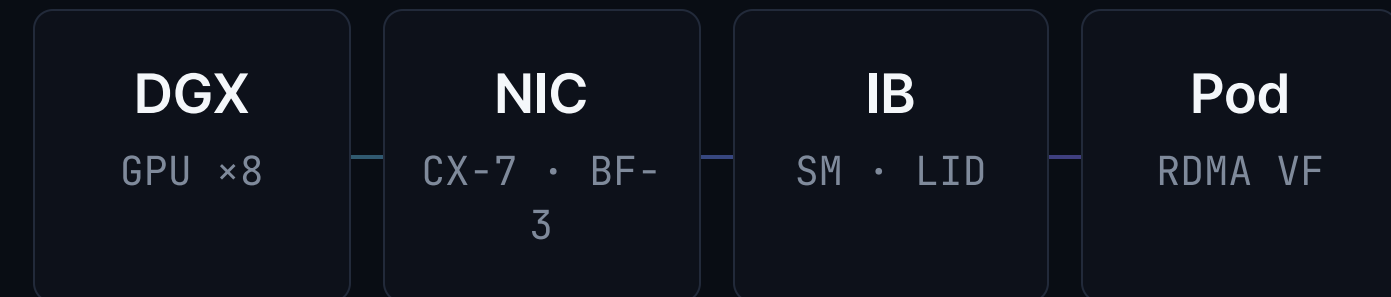 DGX
GPU ×8
NIC
CX-7 · BF-
3
IB
SM · LID
Pod
RDMA VF